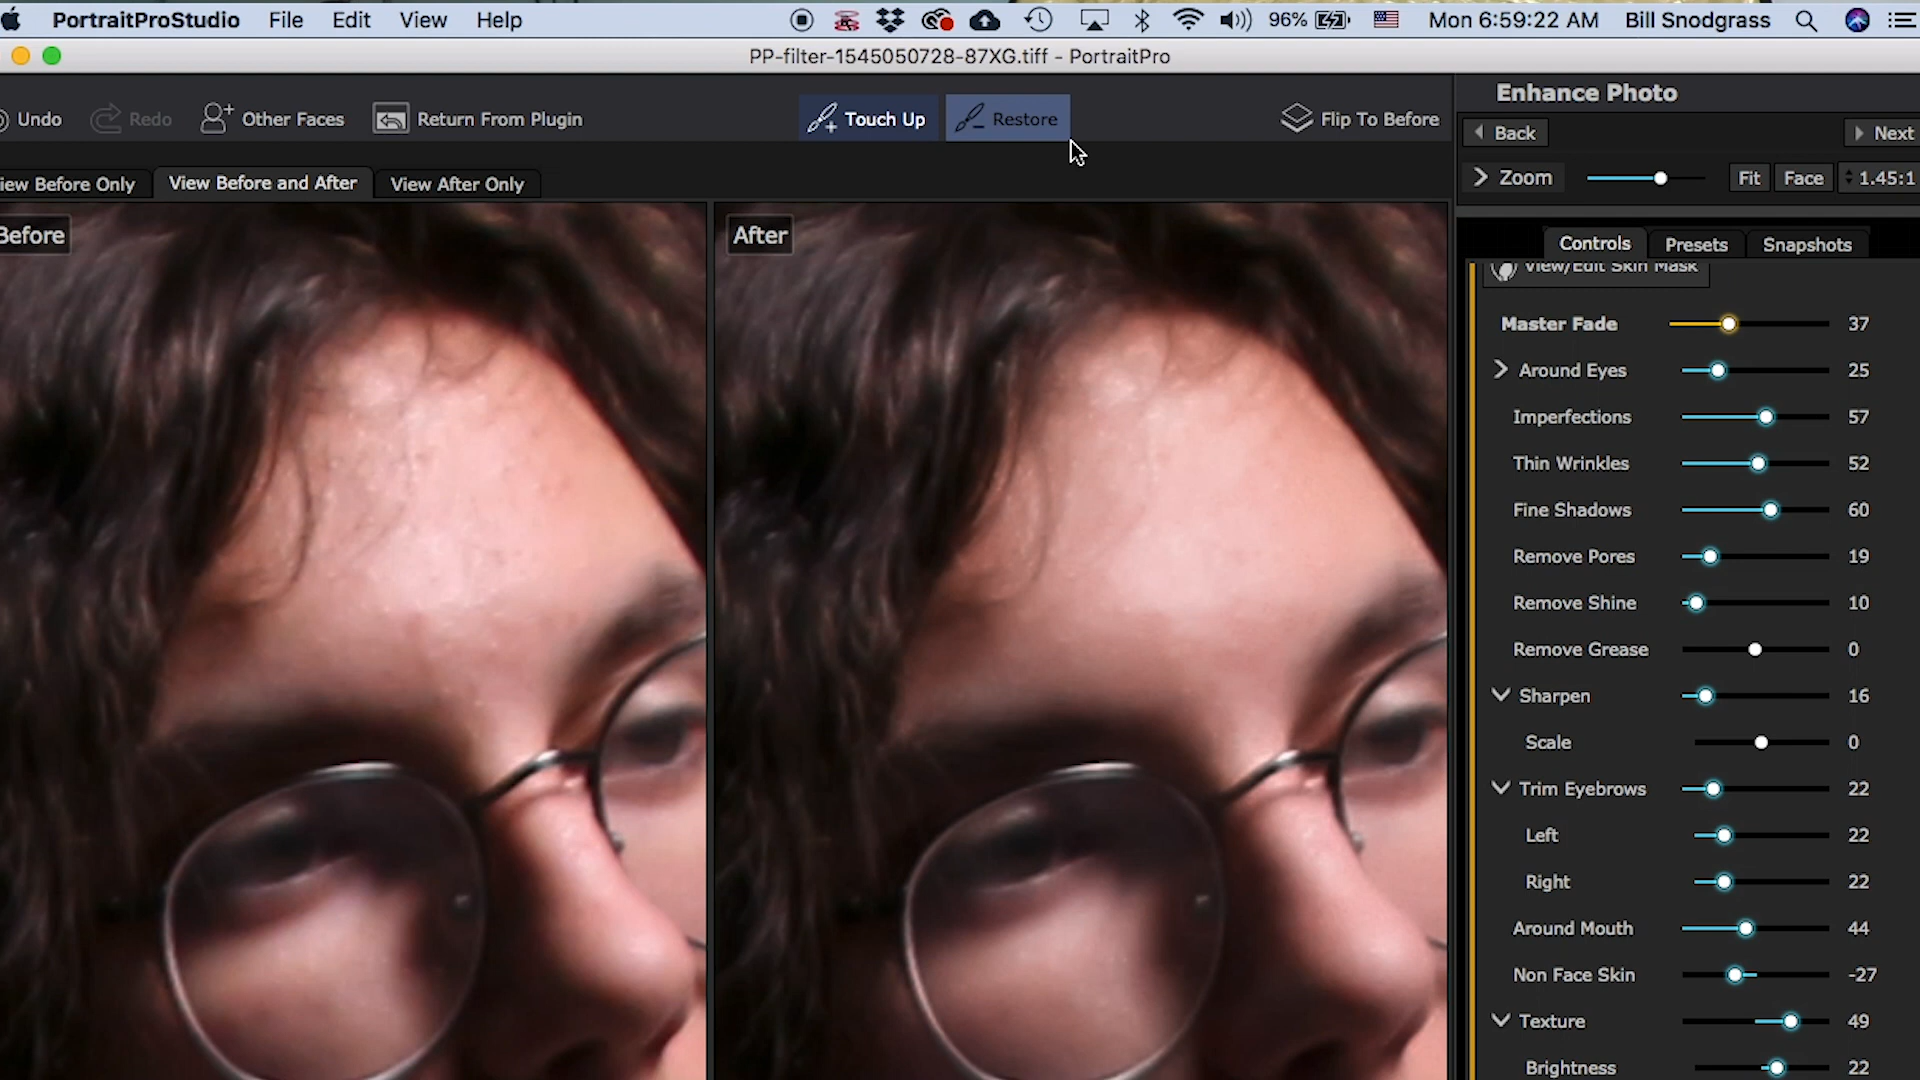 PortraitProStudio File Edit View Help 96% Mon 6:59:22 AM Bill Snodgrass
PP-filter-1545050728-87XG.tiff - PortraitPro
Undo Redo Other Faces Return From Plugin Touch Up Restore Flip To Before
iew Before Only View Before and After View After Only
Before
After
Enhance Photo
Back Next
Zoom Fit Face 1.45:1
Controls Presets Snapshots
View/Edit Skin Mask
Master Fade 37
Around Eyes 25
Imperfections 57
Thin Wrinkles 52
Fine Shadows 60
Remove Pores 19
Remove Shine 10
Remove Grease 0
Sharpen 16
Scale 0
Trim Eyebrows 22
Left 22
Right 22
Around Mouth 44
Non Face Skin -27
Texture 49
Brightness 22